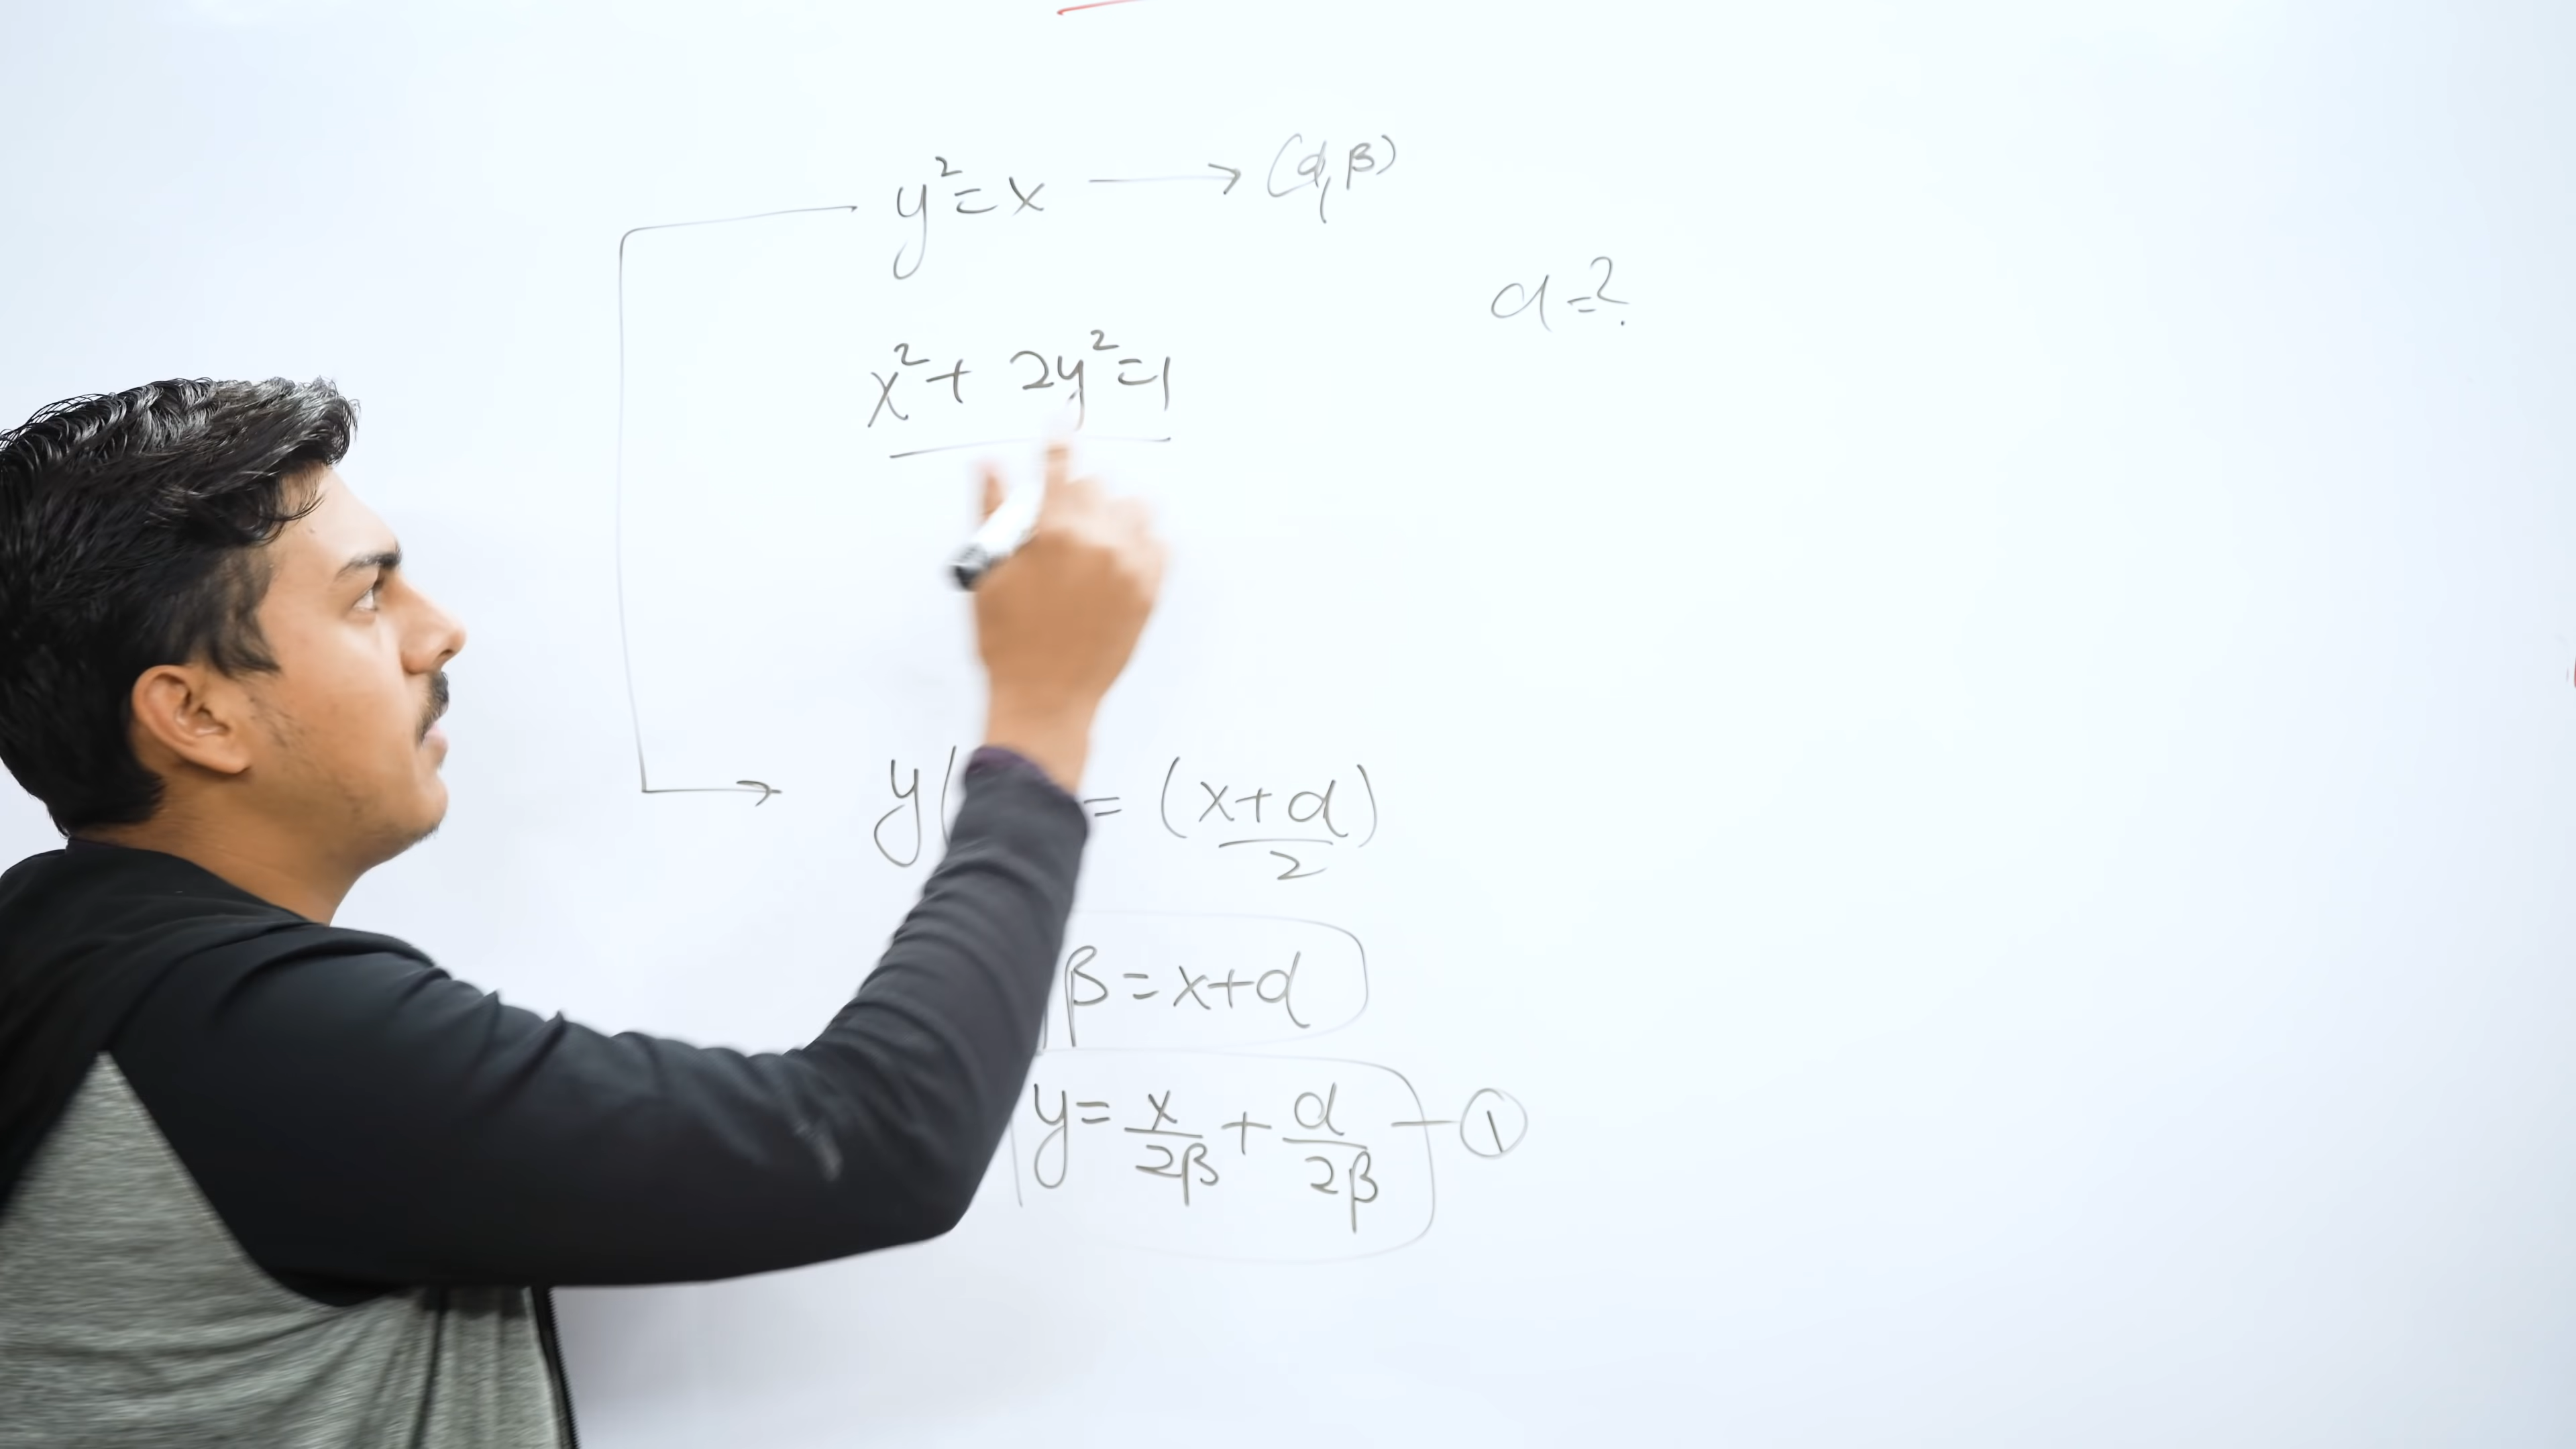 y²=x → (α,β)
α=?
x²+ 2y²=1
y( = (x+α/2)
β=x+α
y= x/2β + α/2β — ①